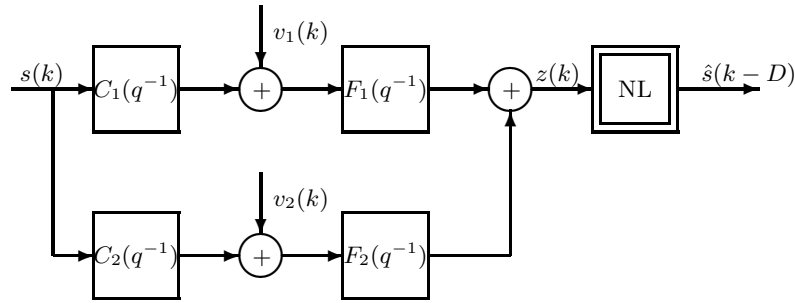 v₁(k)
s(k) C₁(q⁻¹) + F₁(q⁻¹) + z(k) NL ŝ(k − D)
v₂(k)
C₂(q⁻¹) + F₂(q⁻¹)